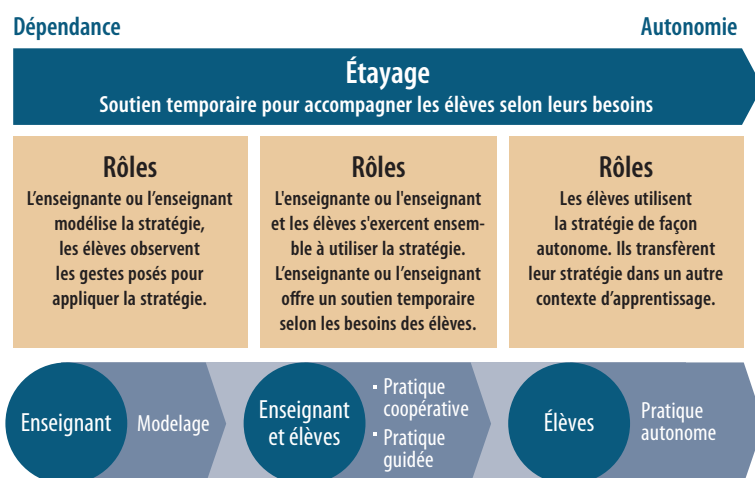 Dépendance
Autonomie
Étayage
Soutien temporaire pour accompagner les élèves selon leurs besoins
Rôles
L’enseignante ou l’enseignant
modélise la stratégie,
les élèves observent
les gestes posés pour
appliquer la stratégie.
Rôles
L'enseignante ou l'enseignant
et les élèves s'exercent ensem-
ble à utiliser la stratégie.
L’enseignante ou l’enseignant
offre un soutien temporaire
selon les besoins des élèves.
Rôles
Les élèves utilisent
la stratégie de façon
autonome. Ils transfèrent
leur stratégie dans un autre
contexte d’apprentissage.
Enseignant
Modelage
Enseignant
et élèves
▪ Pratique
coopérative
▪ Pratique
guidée
Élèves
Pratique
autonome